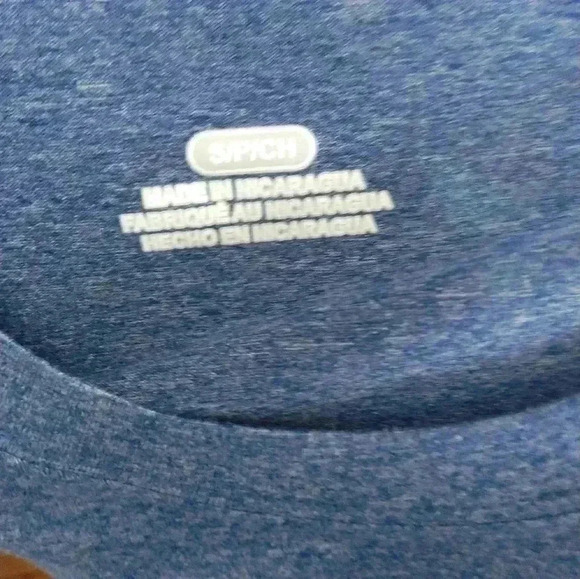 S/P/CH
MADE IN NICARAGUA
FABRIQUÉ AU NICARAGUA
HECHO EN NICARAGUA